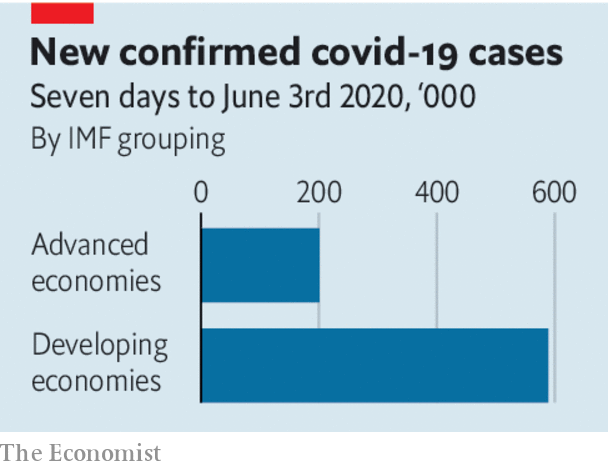 New confirmed covid-19 cases
Seven days to June 3rd 2020, ‘000
By IMF grouping
0 200 400 600
Advanced
economies
Developing
economies
The Economist